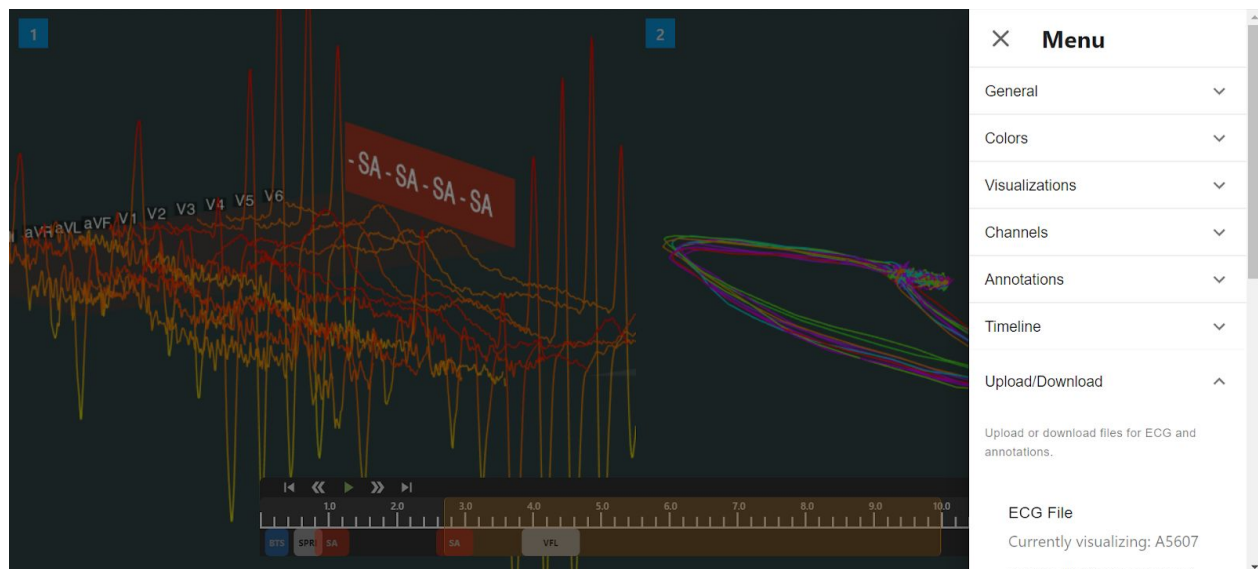 1
2
- SA - SA - SA - SA
aVL aVF V1 V2 V3 V4 V5 V6
1.0 2.0 3.0 4.0 5.0 6.0 7.0 8.0 9.0 10.0
BTS SPR SA SA VFL
Menu
General
Colors
Visualizations
Channels
Annotations
Timeline
Upload/Download
Upload or download files for ECG and
annotations.
ECG File
Currently visualizing: A5607